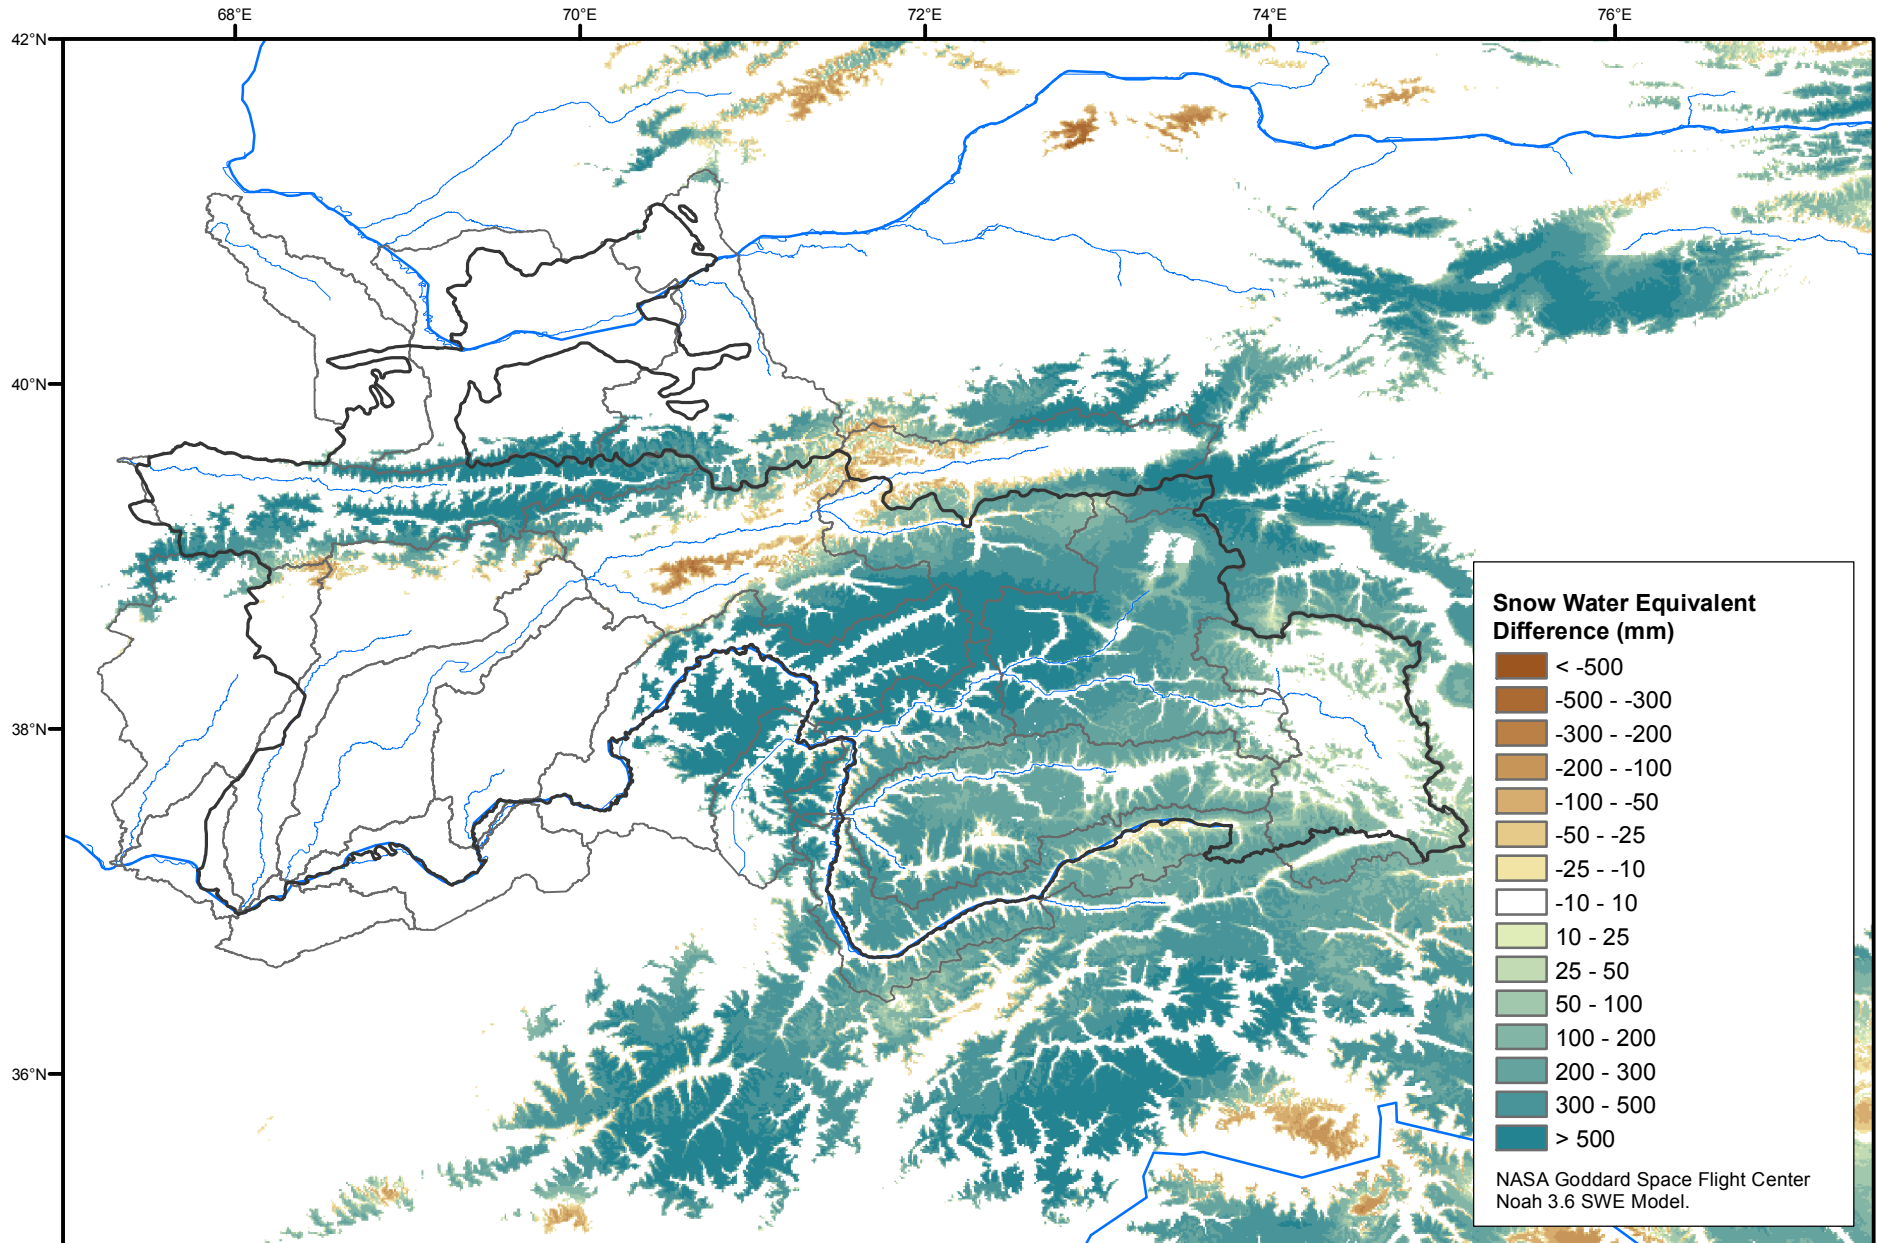 68°E 70°E 72°E 74°E 76°E
42°N
40°N
38°N
36°N
Snow Water Equivalent
Difference (mm)
< -500
-500 - -300
-300 - -200
-200 - -100
-100 - -50
-50 - -25
-25 - -10
-10 - 10
10 - 25
25 - 50
50 - 100
100 - 200
200 - 300
300 - 500
> 500
NASA Goddard Space Flight Center
Noah 3.6 SWE Model.